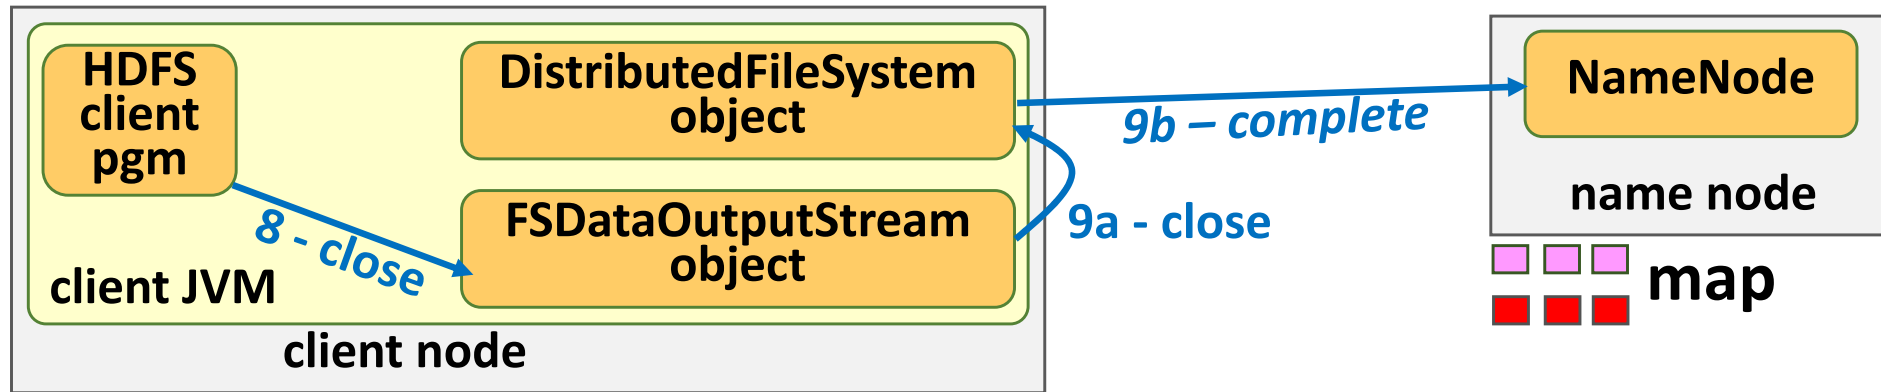 HDFS
client
pgm
DistributedFileSystem
object
8 - close
FSDataOutputStream
object
client JVM
client node
9a - close
9b – complete
NameNode
name node
map